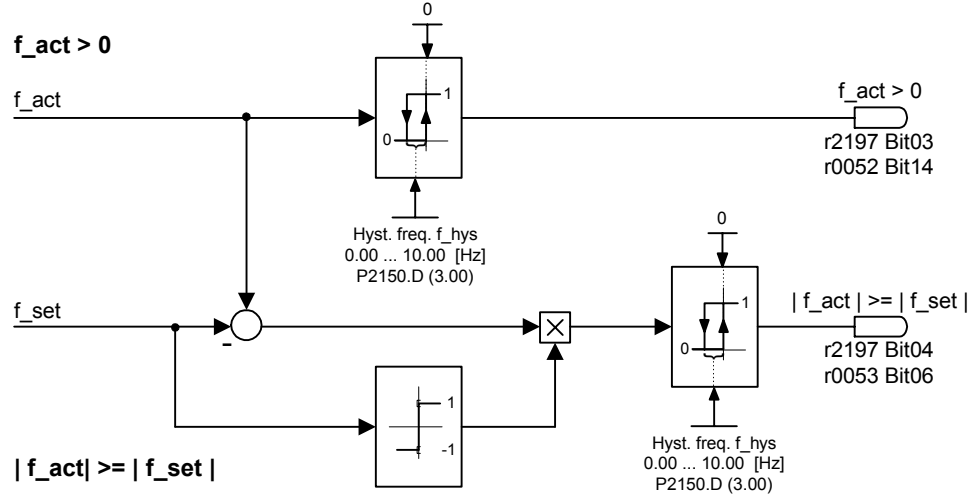 0
f_act > 0
f_act
1
0
f_act > 0
r2197 Bit03
r0052 Bit14
Hyst. freq. f_hys
0.00 ... 10.00 [Hz]
P2150.D (3.00)
0
f_set
-
1
0
| f_act | >= | f_set |
r2197 Bit04
r0053 Bit06
1
-1
Hyst. freq. f_hys
0.00 ... 10.00 [Hz]
P2150.D (3.00)
| f_act| >= | f_set |